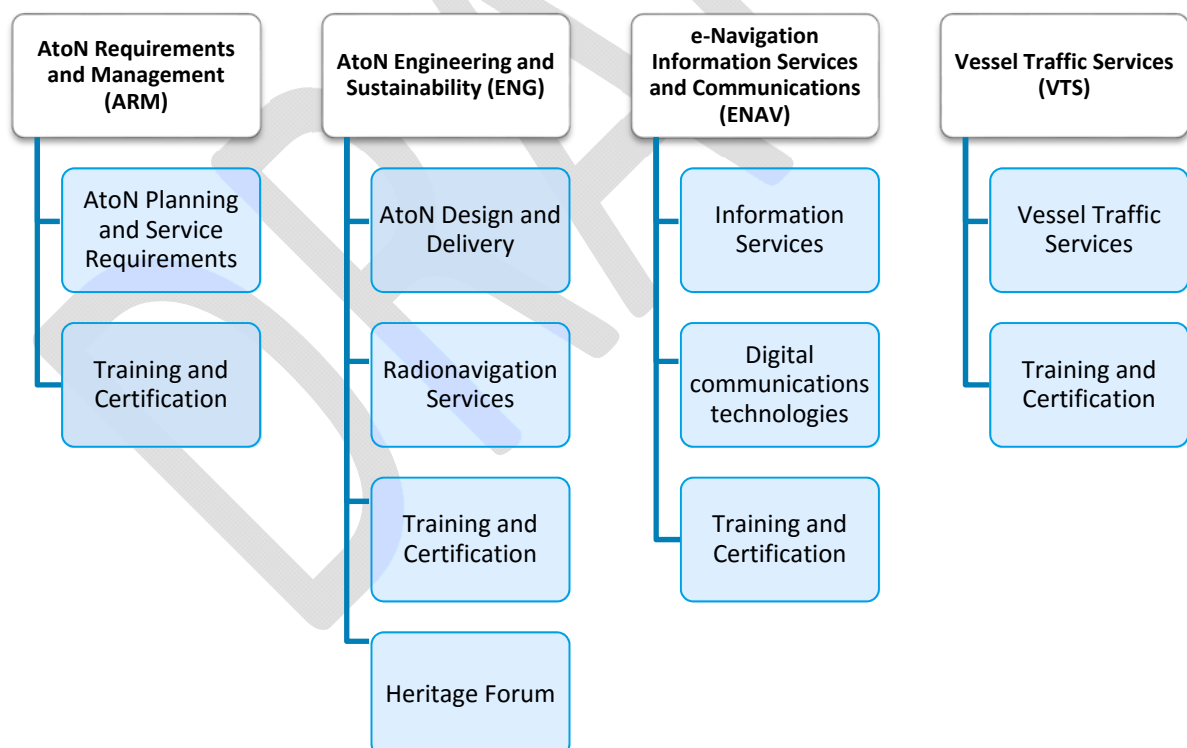 AtoN Requirements
and Management
(ARM)
AtoN Planning
and Service
Requirements
Training and
Certification
AtoN Engineering and
Sustainability (ENG)
AtoN Design and
Delivery
Radionavigation
Services
Training and
Certification
Heritage Forum
e-Navigation
Information Services
and Communications
(ENAV)
Information
Services
Digital
communications
technologies
Training and
Certification
Vessel Traffic Services
(VTS)
Vessel Traffic
Services
Training and
Certification